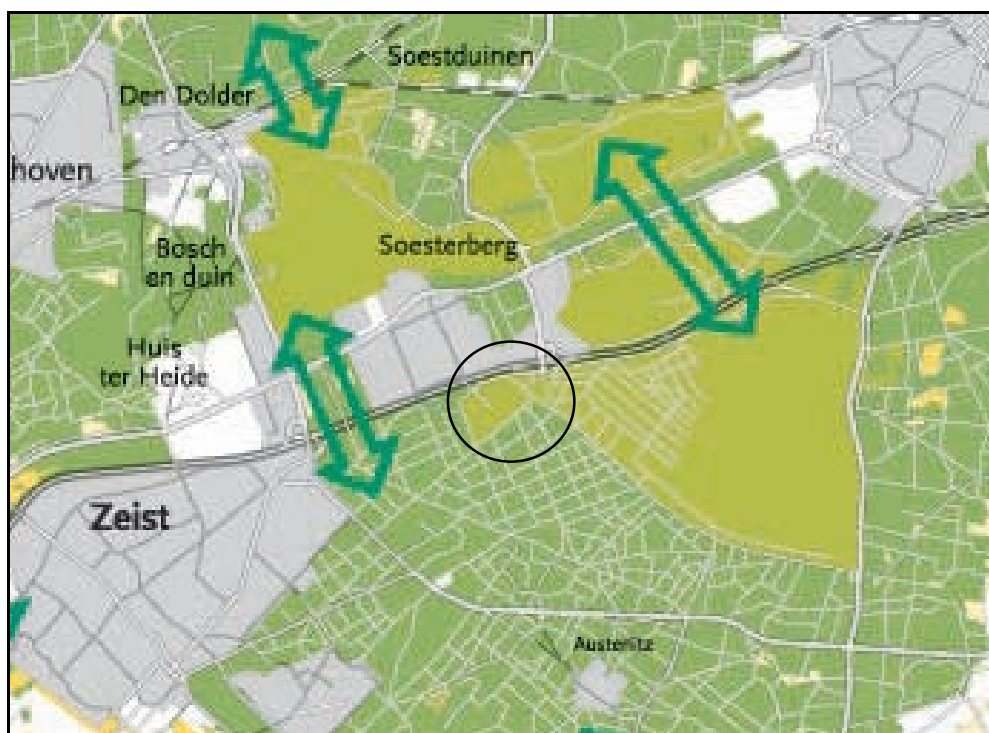 Soestduinen
Den Dolder
hoven
Bosch
en duin
Soesterberg
Huis
ter Heide
Zeist
Austerlitz